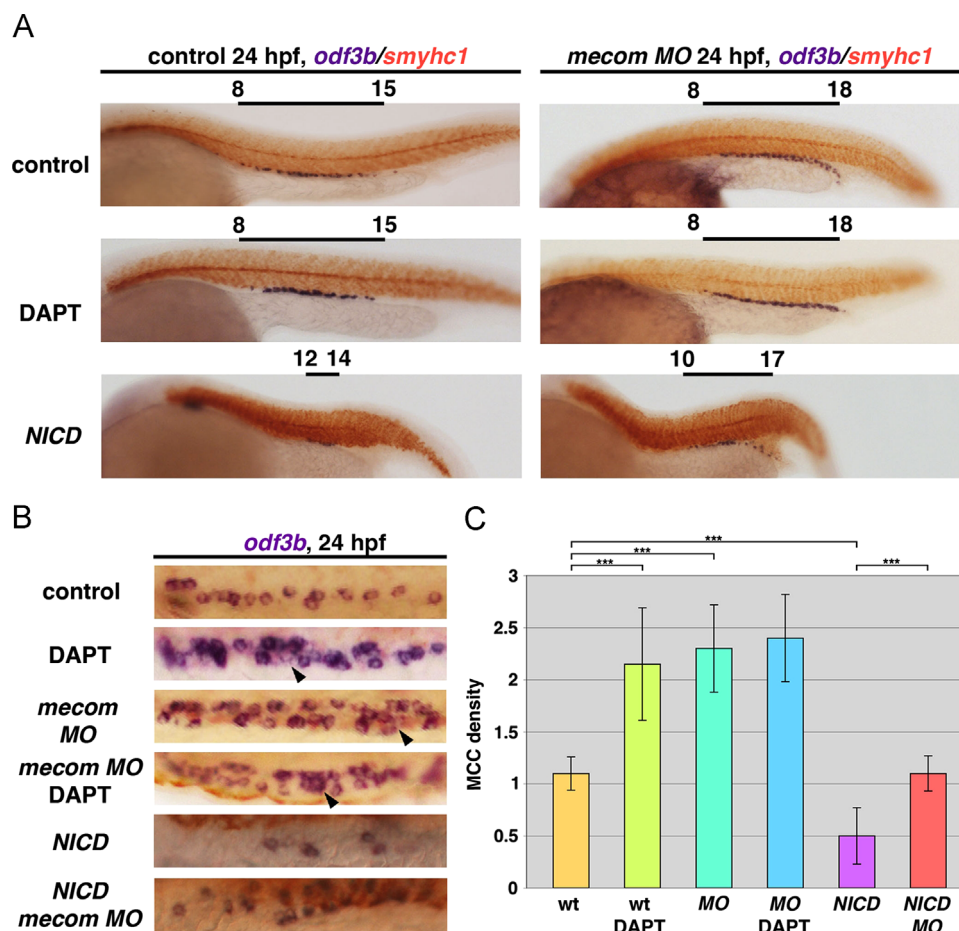 A
control 24 hpf, odf3b/smyhc1
mecom MO 24 hpf, odf3b/smyhc1
8 15
8 18
control
8 15
8 18
DAPT
12 14
10 17
NICD
B
odf3b, 24 hpf
control
DAPT
mecom
MO
mecom MO
DAPT
NICD
NICD
mecom MO
C
***
***
***
***
3
2.5
2
1.5
1
0.5
0
MCC density
wt
wt
DAPT
MO
MO
DAPT
NICD
NICD
MO